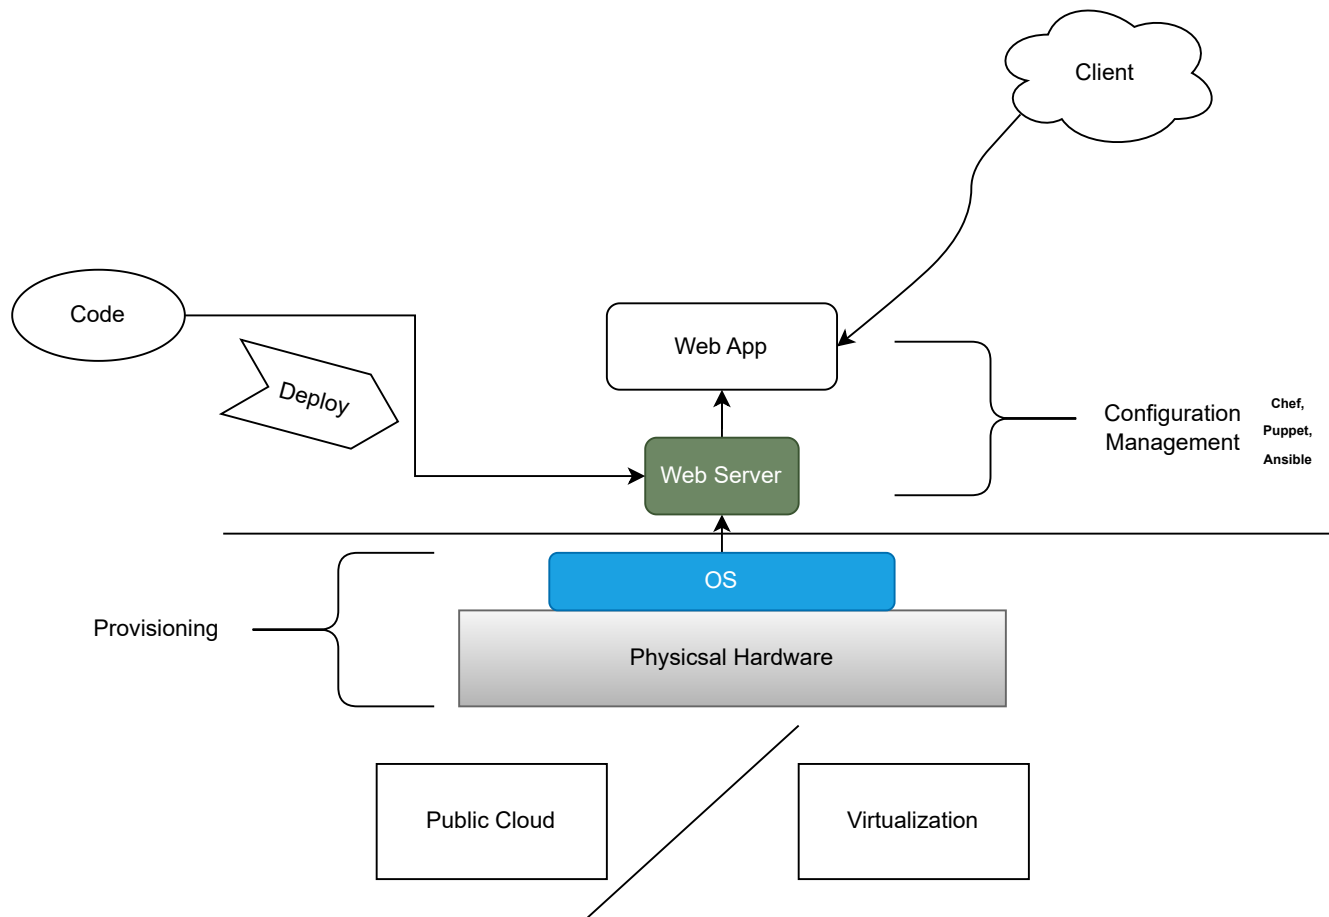 Client
Code
Deploy
Web App
Web Server
Configuration
Management
Chef,
Puppet,
Ansible
OS
Provisioning
Physicsal Hardware
Public Cloud
Virtualization